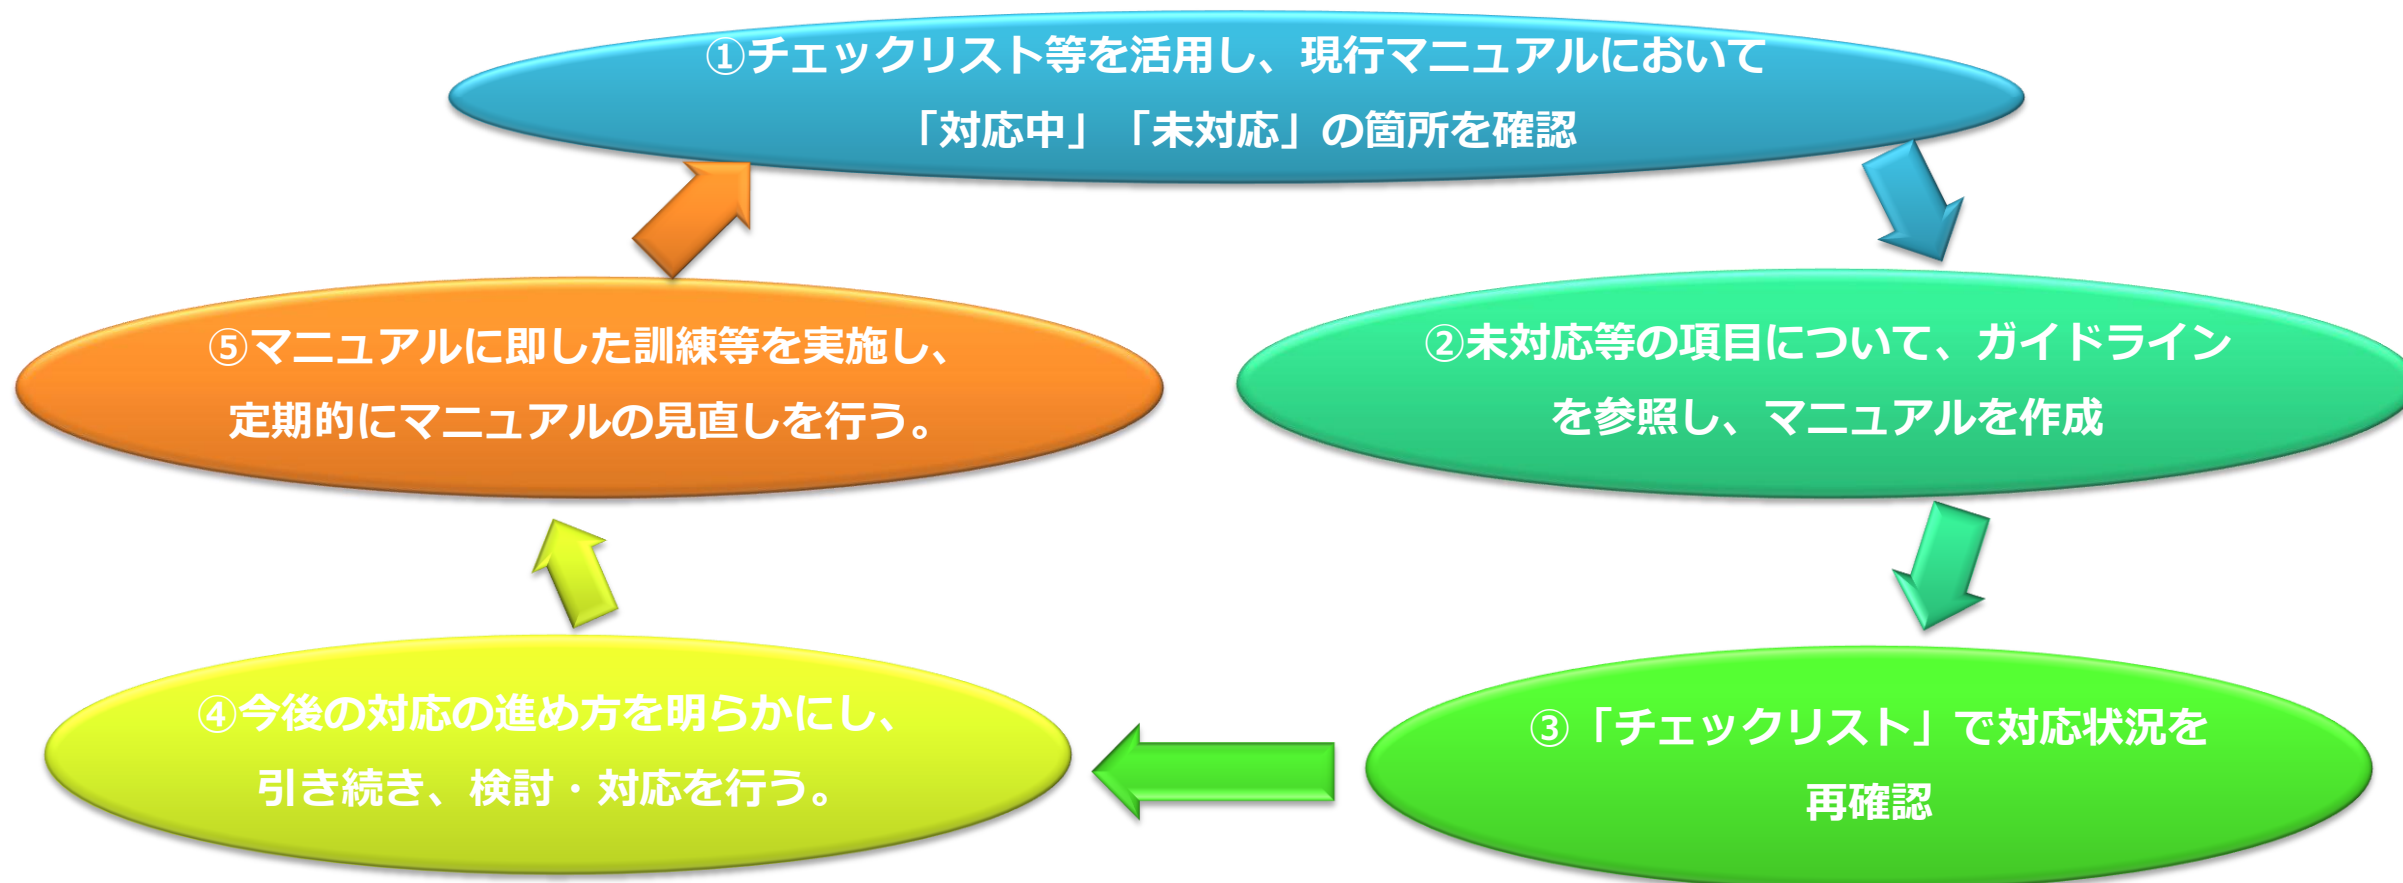 ①チェックリスト等を活用し、現行マニュアルにおいて
「対応中」「未対応」の箇所を確認
②未対応等の項目について、ガイドライン
を参照し、マニュアルを作成
③「チェックリスト」で対応状況を
再確認
④今後の対応の進め方を明らかにし、
引き続き、検討・対応を行う。
⑤マニュアルに即した訓練等を実施し、
定期的にマニュアルの見直しを行う。